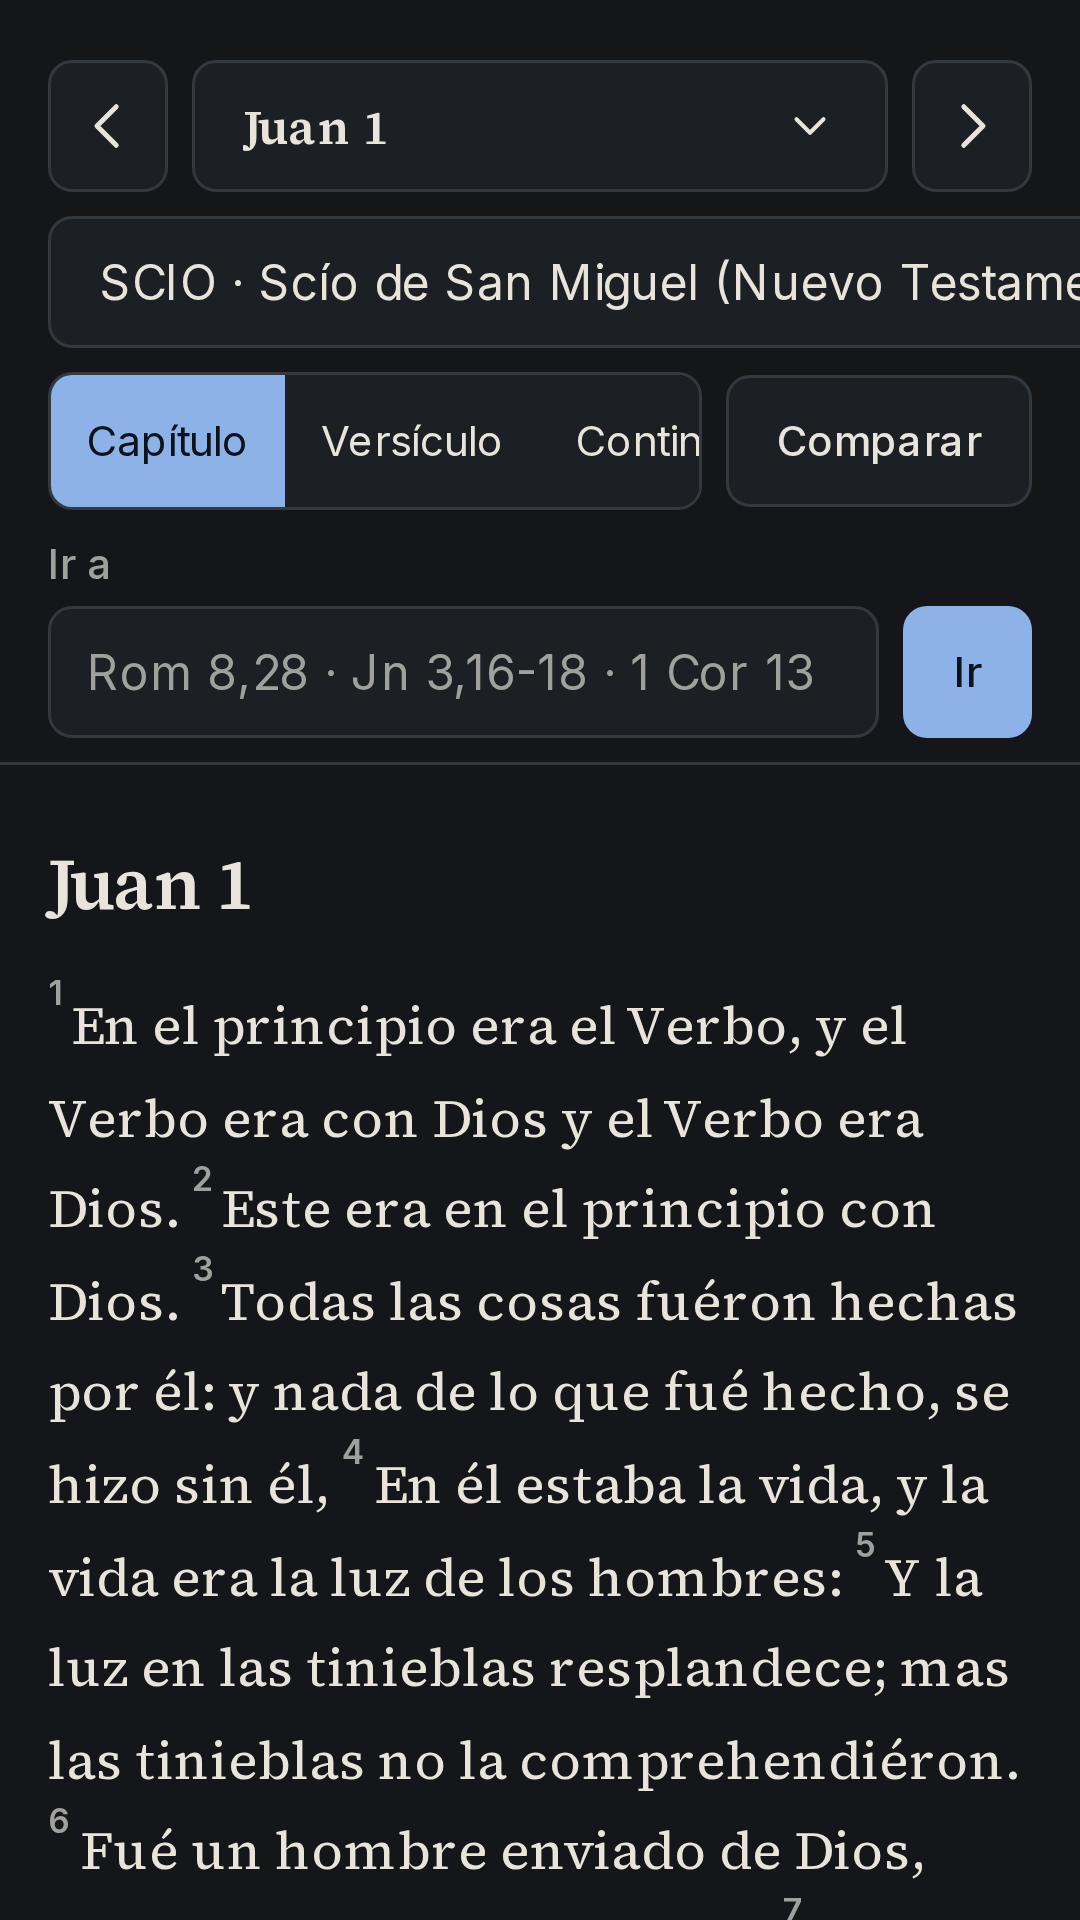 Juan 1
SCIO · Scío de San Miguel (Nuevo Testame
Capítulo Versículo Contin Comparar
Ir a
Rom 8,28 · Jn 3,16-18 · 1 Cor 13 Ir
Juan 1
1 En el principio era el Verbo, y el
Verbo era con Dios y el Verbo era
Dios. 2 Este era en el principio con
Dios. 3 Todas las cosas fuéron hechas
por él: y nada de lo que fué hecho, se
hizo sin él, 4 En él estaba la vida, y la
vida era la luz de los hombres: 5 Y la
luz en las tinieblas resplandece; mas
las tinieblas no la comprehendiéron.
6 Fué un hombre enviado de Dios,
7